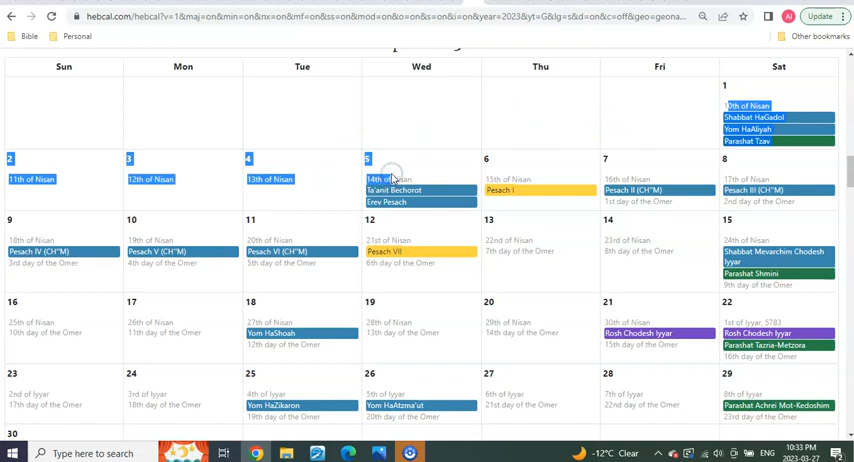 hebcal.com/hebcal?v=1&maj=on&min=on&nx=on&mf=on&ss=on&mod=on&o=on&s=on&i=on&year=2023&yt=G&lg=s&d=on&c=off&geo=geona...
AI
Update
Bible
Personal
Other bookmarks
Sun Mon Tue Wed Thu Fri Sat
1
10th of Nisan
Shabbat HaGadol
Yom HaAliyah
Parashat Tzav
2 3 4 5 6 7 8
11th of Nisan 12th of Nisan 13th of Nisan 14th of Nisan 15th of Nisan 16th of Nisan 17th of Nisan
Ta'anit Bechorot Pesach I Pesach II (CH''M) Pesach III (CH''M)
Erev Pesach 1st day of the Omer 2nd day of the Omer
9 10 11 12 13 14 15
18th of Nisan 19th of Nisan 20th of Nisan 21st of Nisan 22nd of Nisan 23rd of Nisan 24th of Nisan
Pesach IV (CH''M) Pesach V (CH''M) Pesach VI (CH''M) Pesach VII 7th day of the Omer 8th day of the Omer Shabbat Mevarchim Chodesh
Iyyar
3rd day of the Omer 4th day of the Omer 5th day of the Omer 6th day of the Omer
Parashat Shmini
9th day of the Omer
16 17 18 19 20 21 22
25th of Nisan 26th of Nisan 27th of Nisan 28th of Nisan 29th of Nisan 30th of Nisan 1st of Iyyar, 5783
10th day of the Omer 11th day of the Omer Yom HaShoah 13th day of the Omer 14th day of the Omer Rosh Chodesh Iyyar Rosh Chodesh Iyyar
12th day of the Omer 15th day of the Omer Parashat Tazria-Metzora
16th day of the Omer
23 24 25 26 27 28 29
2nd of Iyyar 3rd of Iyyar 4th of Iyyar 5th of Iyyar 6th of Iyyar 7th of Iyyar 8th of Iyyar
17th day of the Omer 18th day of the Omer Yom HaZikaron Yom HaAtzma'ut 21st day of the Omer 22nd day of the Omer Parashat Achrei Mot-Kedoshim
19th day of the Omer 20th day of the Omer 23rd day of the Omer
30
Type here to search
-12°C Clear
ENG
10:33 PM
2023-03-27
2